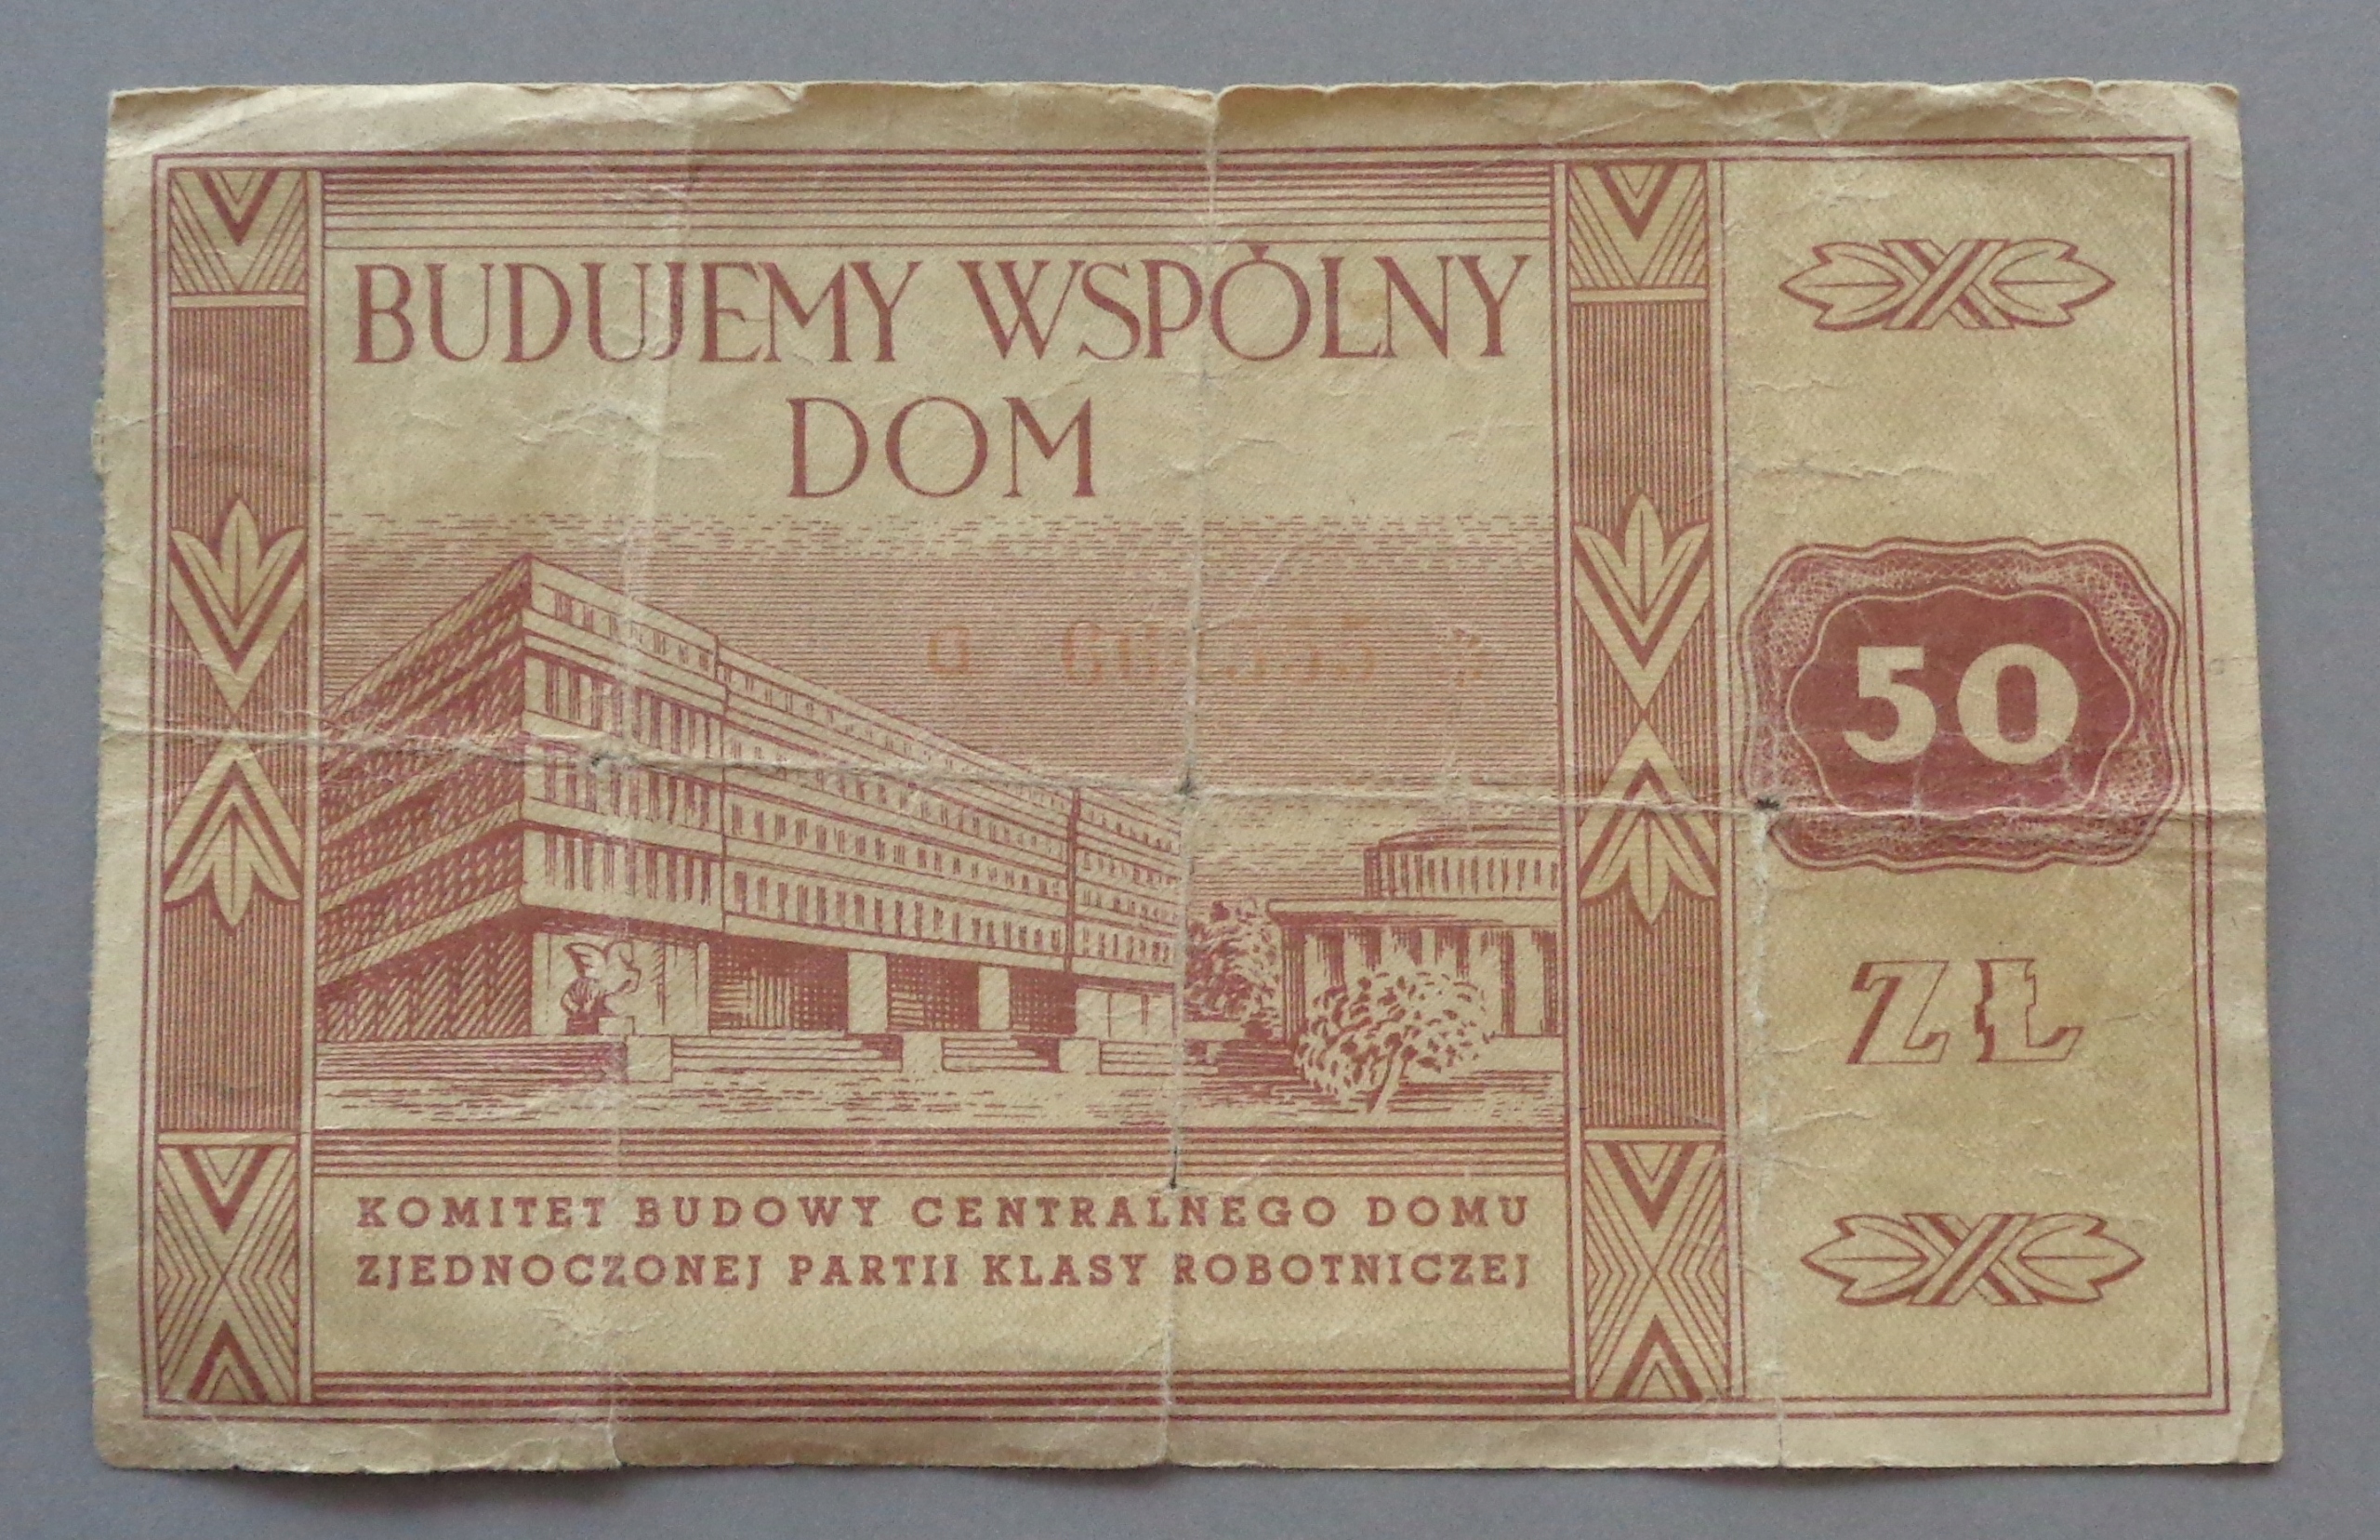 BUDUJEMY WSPÓLNY
DOM
50
ZŁ
KOMITET BUDOWY CENTRALNEGO DOMU
ZJEDNOCZONEJ PARTII KLASY ROBOTNICZEJ